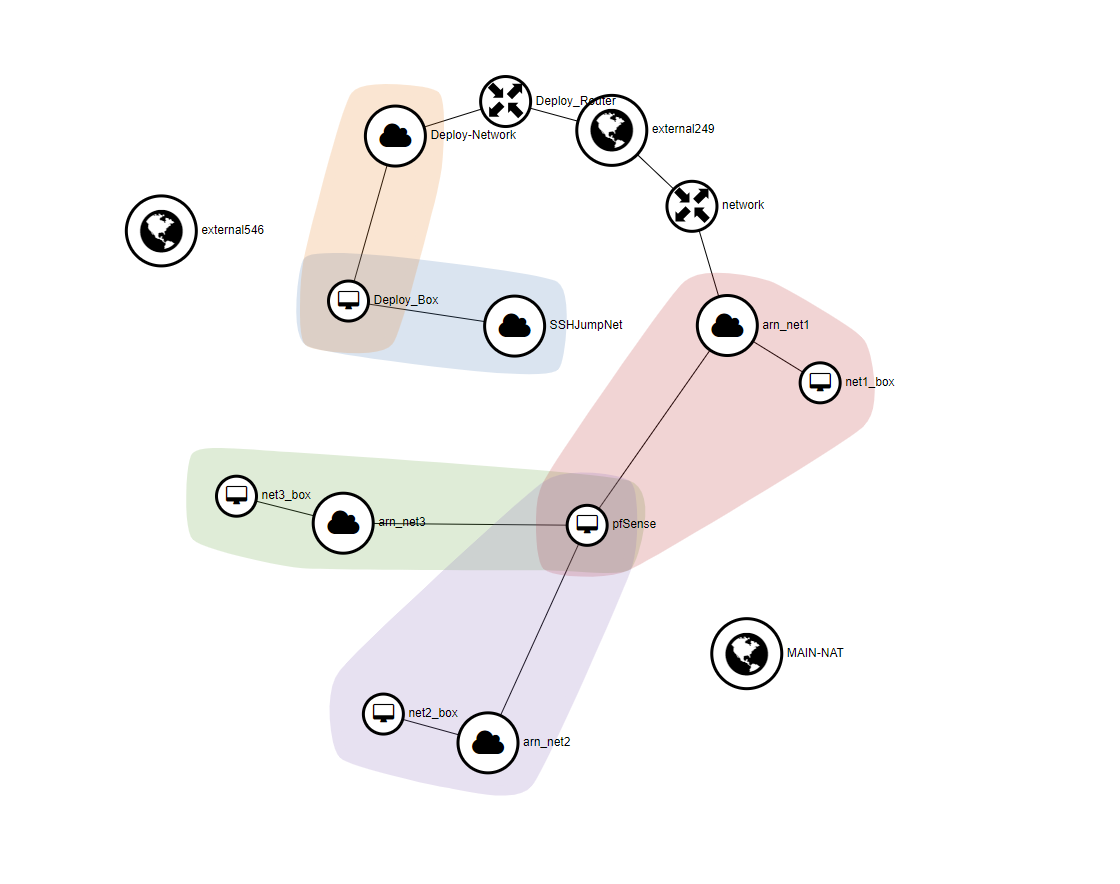 Deploy_Router
external249
Deploy-Network
network
external546
Deploy_Box
SSHJumpNet
arn_net1
net1_box
net3_box
arn_net3
pfSense
MAIN-NAT
net2_box
arn_net2